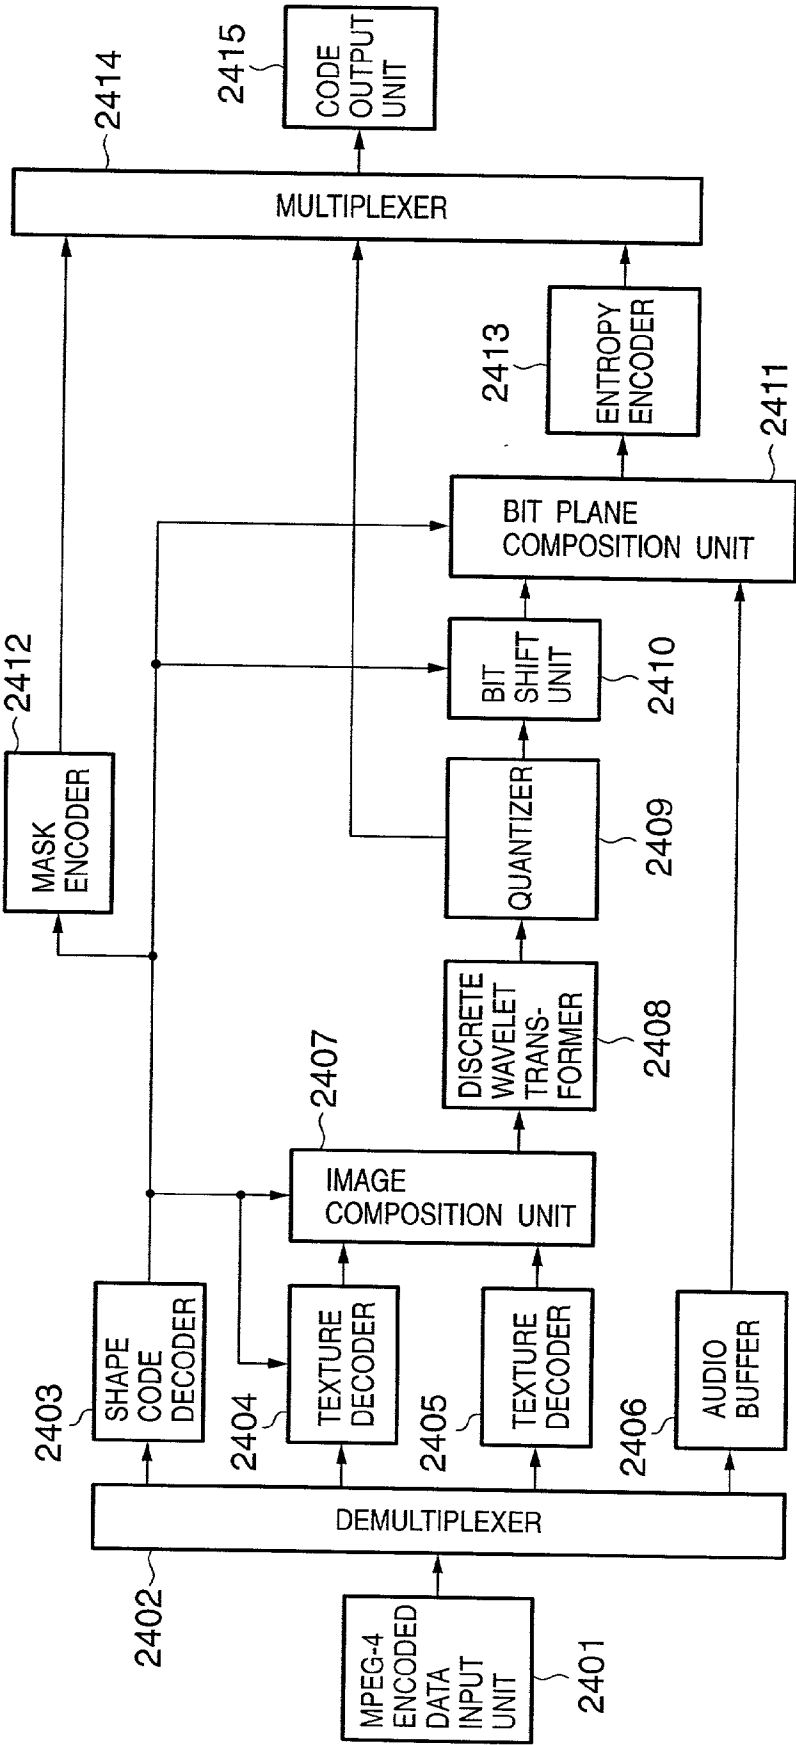 MPEG-4
ENCODED
DATA
INPUT
UNIT
2401
DEMULTIPLEXER
2402
SHAPE
CODE
DECODER
2403
TEXTURE
DECODER
2404
TEXTURE
DECODER
2405
AUDIO
BUFFER
2406
IMAGE
COMPOSITION UNIT
2407
DISCRETE
WAVELET
TRANS-
FORMER
2408
QUANTIZER
2409
BIT
SHIFT
UNIT
2410
BIT PLANE
COMPOSITION UNIT
2411
MASK
ENCODER
2412
ENTROPY
ENCODER
2413
MULTIPLEXER
2414
CODE
OUTPUT
UNIT
2415